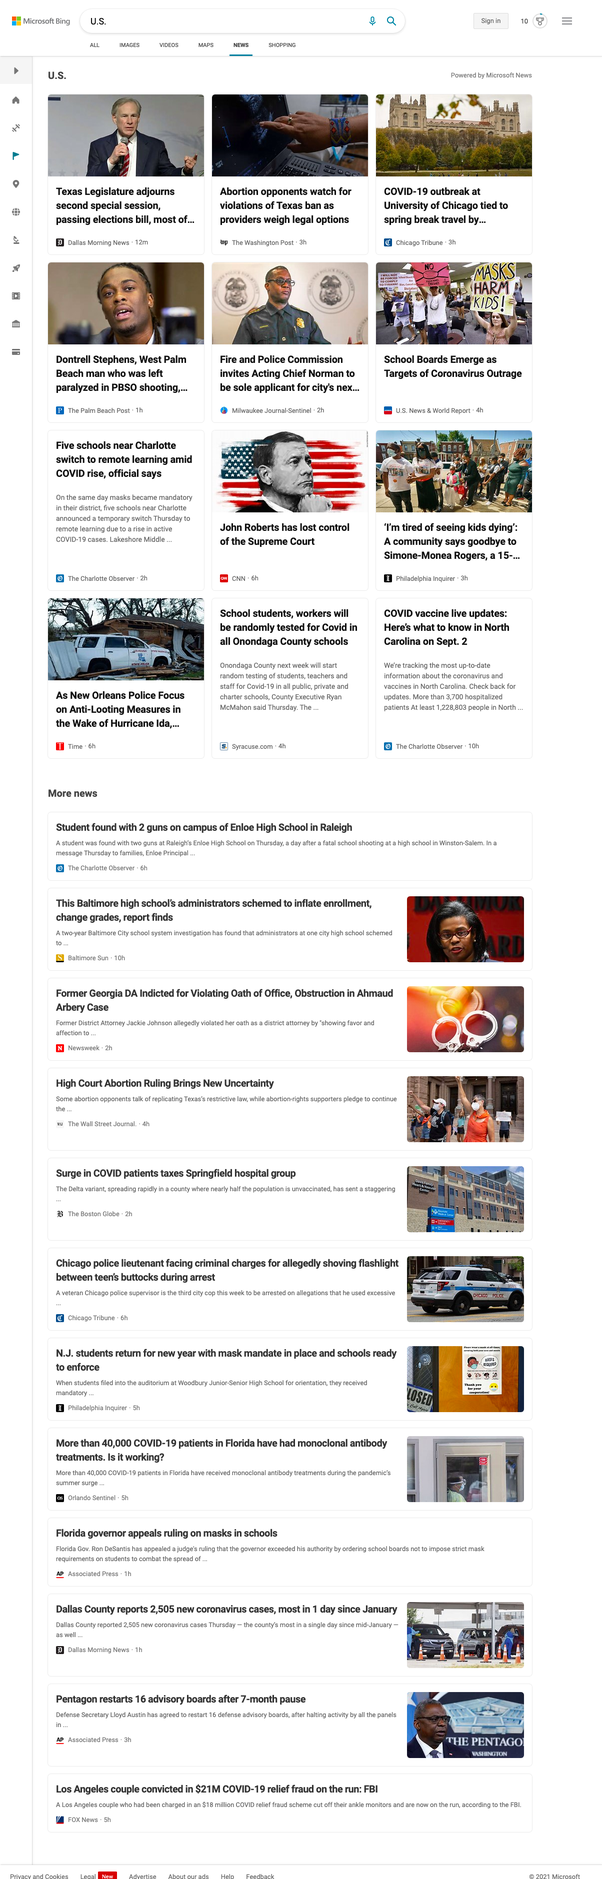 Microsoft Bing
U.S.
Sign in
10
ALL
IMAGES
VIDEOS
MAPS
NEWS
SHOPPING
U.S.
Powered by Microsoft News
Texas Legislature adjourns
second special session,
passing elections bill, most of...
Dallas Morning News · 12m
Abortion opponents watch for
violations of Texas ban as
providers weigh legal options
wp
The Washington Post · 3h
COVID-19 outbreak at
University of Chicago tied to
spring break travel by...
Chicago Tribune · 3h
NO
MASKS
HARM
KIDS!
Dontrell Stephens, West Palm
Beach man who was left
paralyzed in PBSO shooting,...
The Palm Beach Post · 1h
Fire and Police Commission
invites Acting Chief Norman to
be sole applicant for city's nex...
Milwaukee Journal-Sentinel · 2h
School Boards Emerge as
Targets of Coronavirus Outrage
U.S. News & World Report · 4h
Five schools near Charlotte
switch to remote learning amid
COVID rise, official says
On the same day masks became mandatory
in their district, five schools near Charlotte
announced a temporary switch Thursday to
remote learning due to a rise in active
COVID-19 cases. Lakeshore Middle ...
The Charlotte Observer · 2h
John Roberts has lost control
of the Supreme Court
CNN · 6h
'I'm tired of seeing kids dying':
A community says goodbye to
Simone-Monea Rogers, a 15-...
Philadelphia Inquirer · 3h
As New Orleans Police Focus
on Anti-Looting Measures in
the Wake of Hurricane Ida,...
Time · 6h
School students, workers will
be randomly tested for Covid in
all Onondaga County schools
Onondaga County next week will start
random testing of students, teachers and
staff for Covid-19 in all public, private and
charter schools, County Executive Ryan
McMahon said Thursday. The ...
Syracuse.com · 4h
COVID vaccine live updates:
Here's what to know in North
Carolina on Sept. 2
We're tracking the most up-to-date
information about the coronavirus and
vaccines in North Carolina. Check back for
updates. More than 3,700 hospitalized
patients At least 1,228,803 people in North ...
The Charlotte Observer · 10h
More news
Student found with 2 guns on campus of Enloe High School in Raleigh
A student was found with two guns at Raleigh's Enloe High School on Thursday, a day after a fatal school shooting at a high school in Winston-Salem. In a
message Thursday to families, Enloe Principal ...
The Charlotte Observer · 6h
This Baltimore high school's administrators schemed to inflate enrollment,
change grades, report finds
A two-year Baltimore City school system investigation has found that administrators at one city high school schemed
to ...
Baltimore Sun · 10h
Former Georgia DA Indicted for Violating Oath of Office, Obstruction in Ahmaud
Arbery Case
Former District Attorney Jackie Johnson allegedly violated her oath as a district attorney by "showing favor and
affection to ...
N
Newsweek · 2h
High Court Abortion Ruling Brings New Uncertainty
Some abortion opponents talk of replicating Texas's restrictive law, while abortion-rights supporters pledge to continue
the ...
WSJ
The Wall Street Journal. · 4h
Surge in COVID patients taxes Springfield hospital group
The Delta variant, spreading rapidly in a county where nearly half the population is unvaccinated, has sent a staggering
...
The Boston Globe · 2h
Chicago police lieutenant facing criminal charges for allegedly shoving flashlight
between teen's buttocks during arrest
A veteran Chicago police supervisor is the third city cop this week to be arrested on allegations that he used excessive
...
Chicago Tribune · 6h
CHICAGO POLICE
N.J. students return for new year with mask mandate in place and schools ready
to enforce
When students filed into the auditorium at Woodbury Junior-Senior High School for orientation, they received
mandatory ...
Philadelphia Inquirer · 5h
LOSED
Thank you
More than 40,000 COVID-19 patients in Florida have had monoclonal antibody
treatments. Is it working?
More than 40,000 COVID-19 patients in Florida have received monoclonal antibody treatments during the pandemic's
summer surge ...
OS
Orlando Sentinel · 5h
Florida governor appeals ruling on masks in schools
Florida Gov. Ron DeSantis has appealed a judge's ruling that the governor exceeded his authority by ordering school boards not to impose strict mask
requirements on students to combat the spread of ...
AP
Associated Press · 1h
Dallas County reports 2,505 new coronavirus cases, most in 1 day since January
Dallas County reported 2,505 new coronavirus cases Thursday — the county's most in a single day since mid-January —
as well ...
Dallas Morning News · 1h
Pentagon restarts 16 advisory boards after 7-month pause
Defense Secretary Lloyd Austin has agreed to restart 16 defense advisory boards, after halting activity by all the panels
in ...
AP
Associated Press · 3h
THE PENTAGO
WASHINGTON
Los Angeles couple convicted in $21M COVID-19 relief fraud on the run: FBI
A Los Angeles couple who had been charged in an $18 million COVID relief fraud scheme cut off their ankle monitors and are now on the run, according to the FBI.
FOX News · 5h
Privacy and Cookies
Legal
New
Advertise
About our ads
Help
Feedback
© 2021 Microsoft